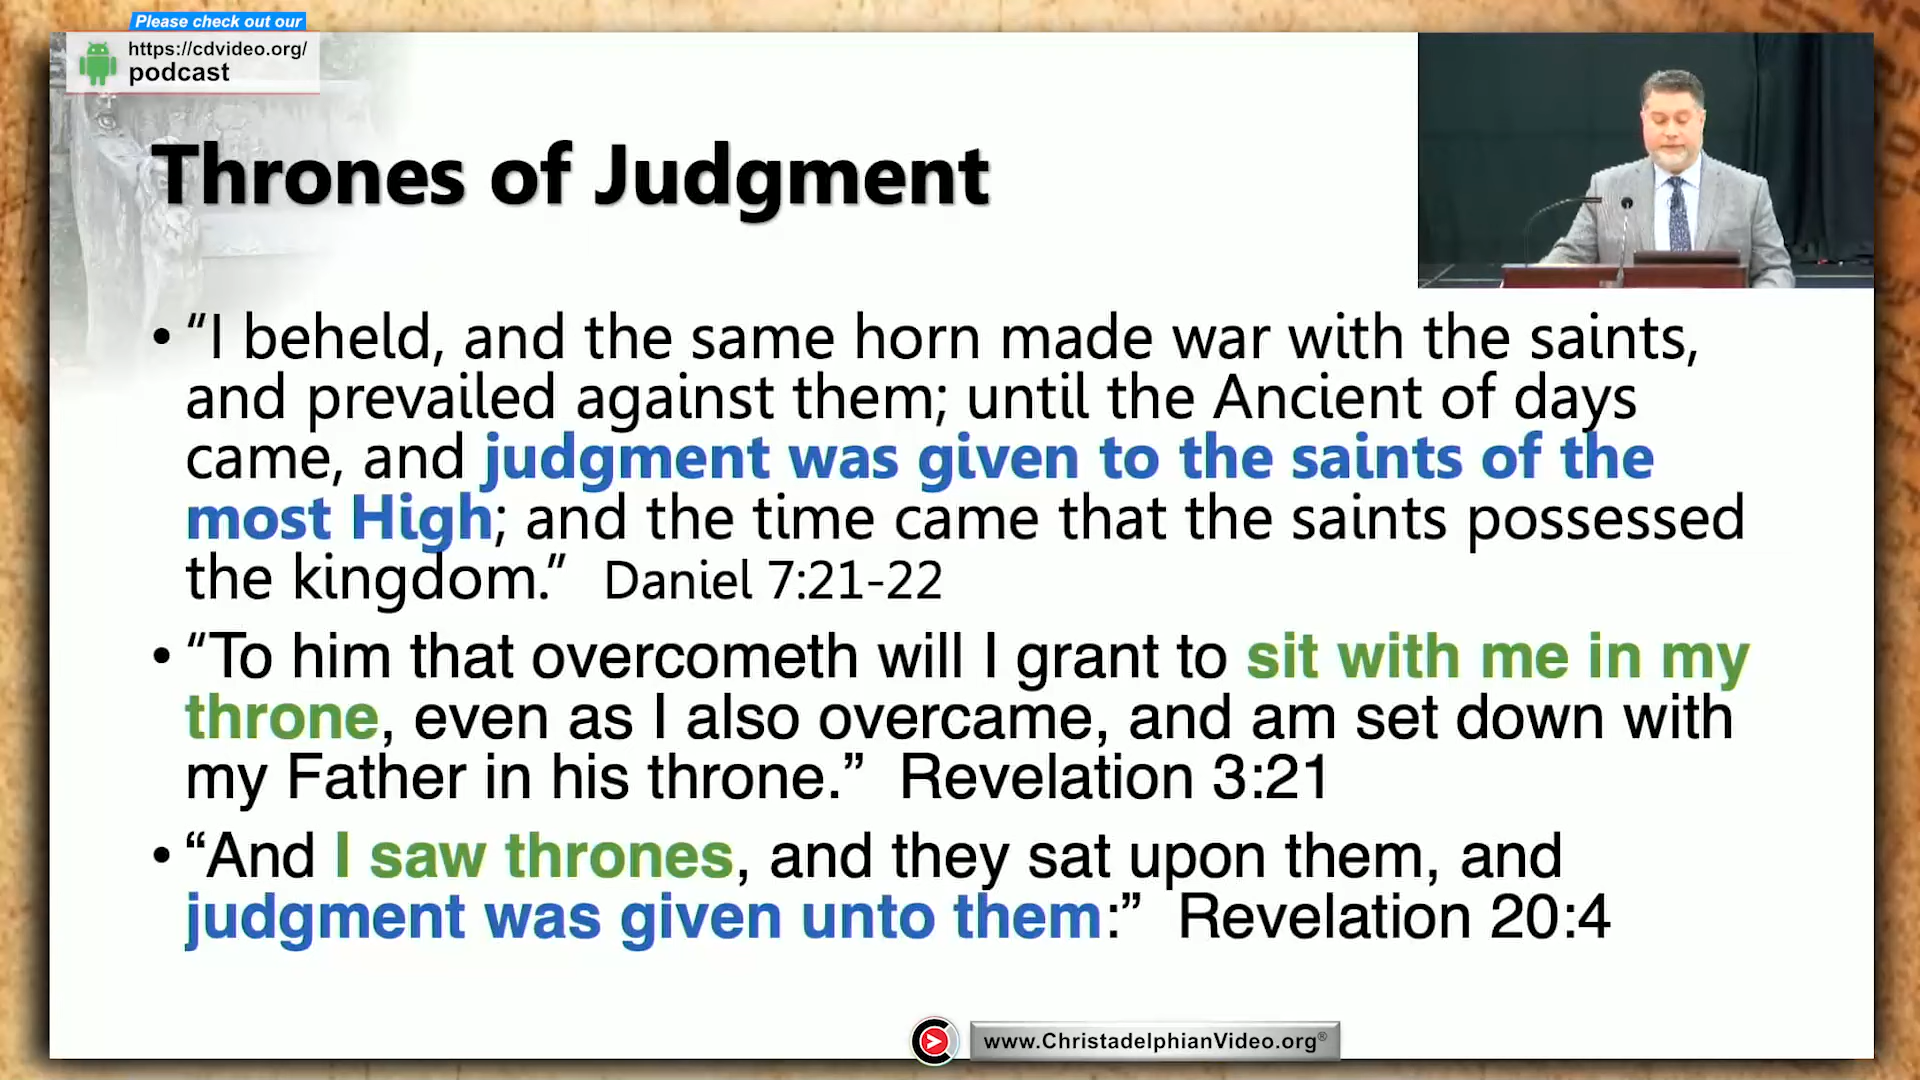 Please check out our
https://cdvideo.org/
podcast
Thrones of Judgment
• “I beheld, and the same horn made war with the saints,
and prevailed against them; until the Ancient of days
came, and judgment was given to the saints of the
most High; and the time came that the saints possessed
the kingdom.” Daniel 7:21-22
• “To him that overcometh will I grant to sit with me in my
throne, even as I also overcame, and am set down with
my Father in his throne.” Revelation 3:21
• “And I saw thrones, and they sat upon them, and
judgment was given unto them:” Revelation 20:4
www.ChristadelphianVideo.org®